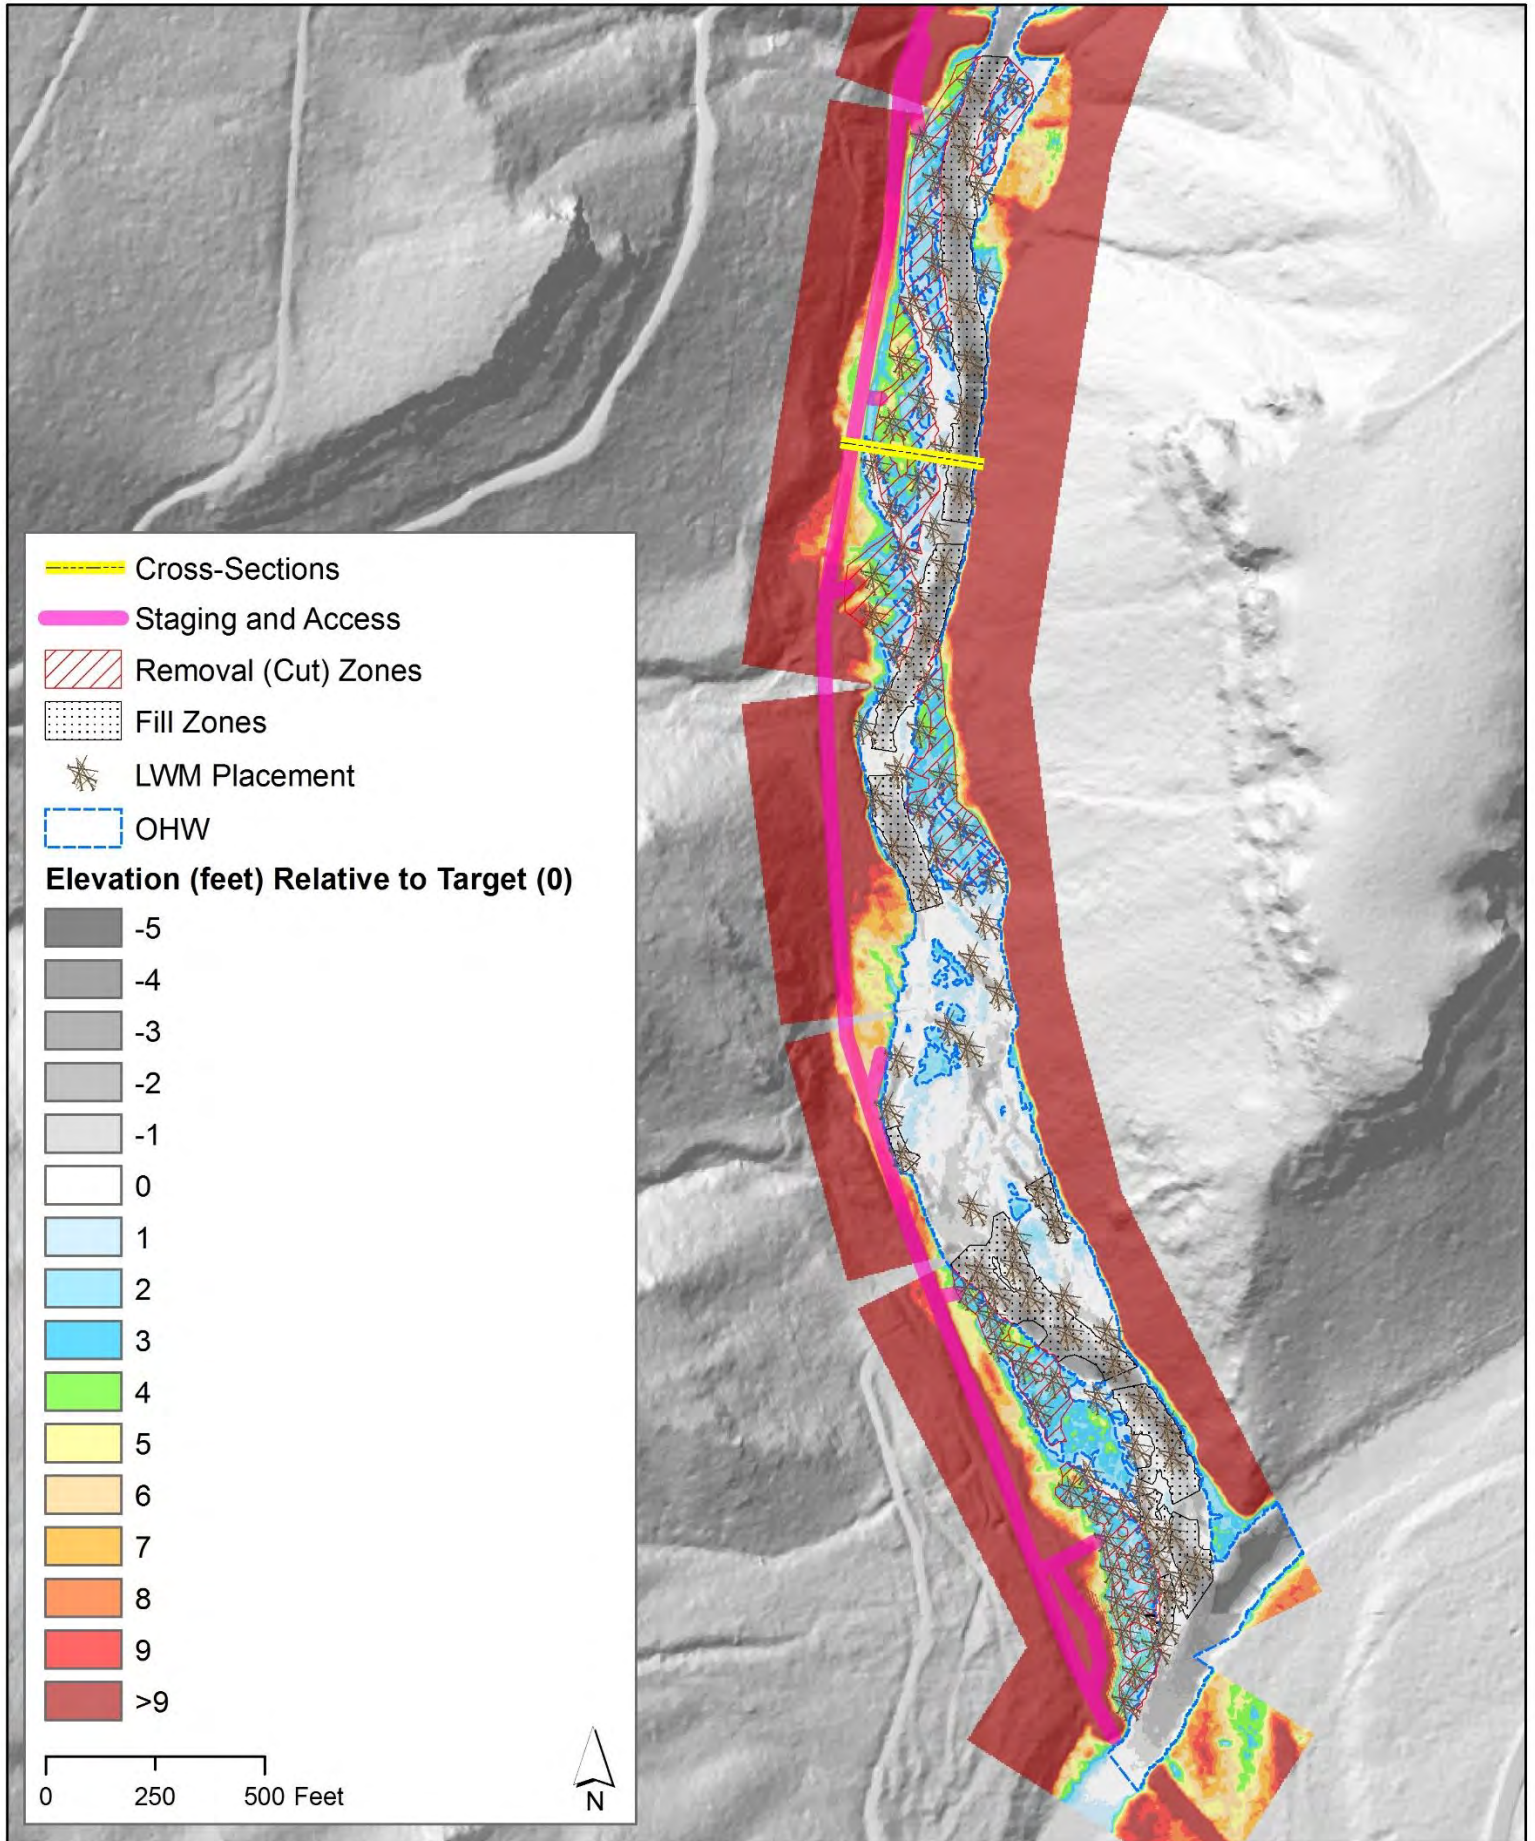 Cross-Sections
Staging and Access
Removal (Cut) Zones
Fill Zones
LWM Placement
OHW
Elevation (feet) Relative to Target (0)
-5
-4
-3
-2
-1
0
1
2
3
4
5
6
7
8
9
>9
0 250 500 Feet
N